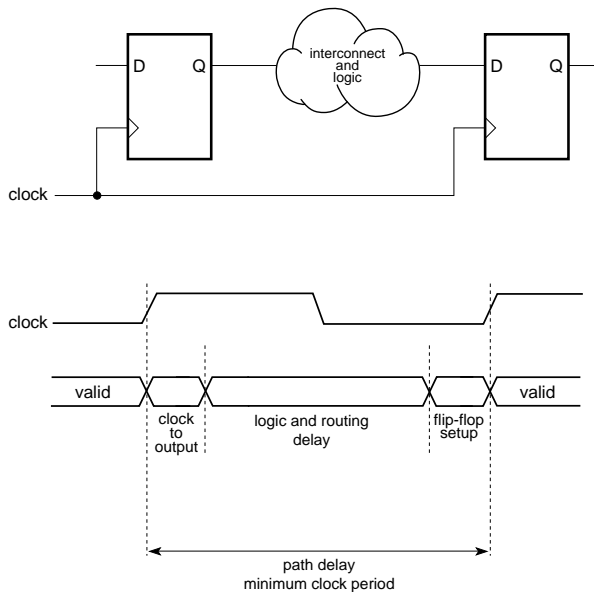 D
Q
interconnect
and
logic
D
Q
clock
clock
valid
valid
clock
to
output
logic and routing
delay
flip-flop
setup
path delay
minimum clock period